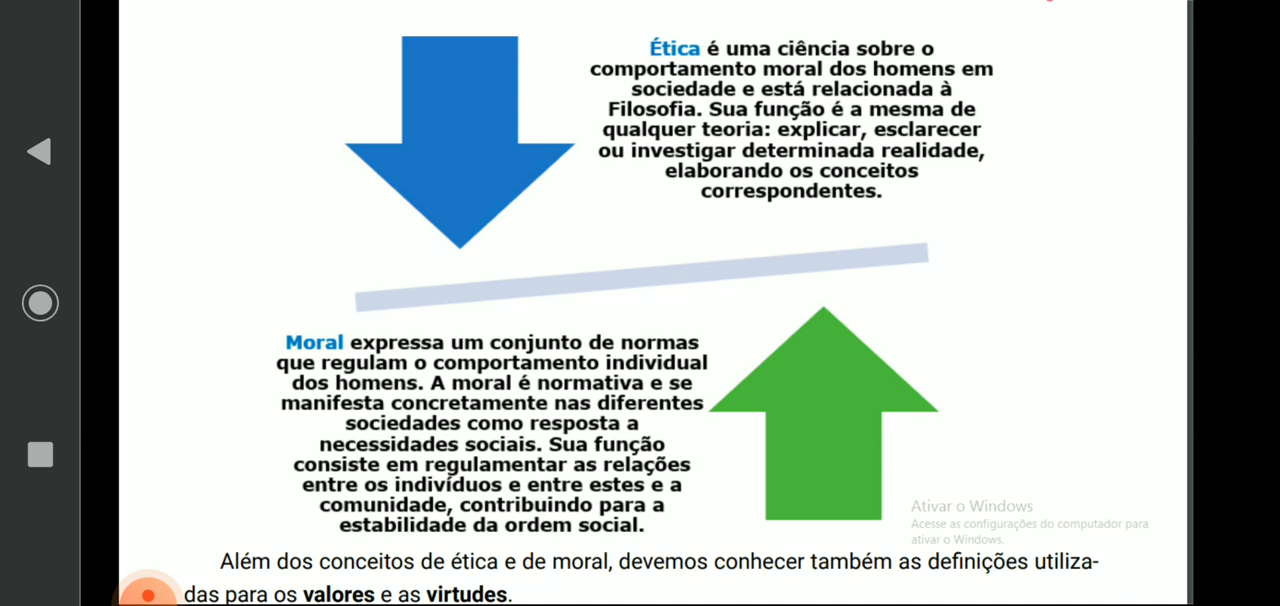 Ética é uma ciência sobre o
comportamento moral dos homens em
sociedade e está relacionada à
Filosofia. Sua função é a mesma de
qualquer teoria: explicar, esclarecer
ou investigar determinada realidade,
elaborando os conceitos
correspondentes.
Moral expressa um conjunto de normas
que regulam o comportamento individual
dos homens. A moral é normativa e se
manifesta concretamente nas diferentes
sociedades como resposta a
necessidades sociais. Sua função
consiste em regulamentar as relações
entre os indivíduos e entre estes e a
comunidade, contribuindo para a
estabilidade da ordem social.
Ativar o Windows
Acesse as configurações do computador para
ativar o Windows.
Além dos conceitos de ética e de moral, devemos conhecer também as definições utiliza-
das para os valores e as virtudes.